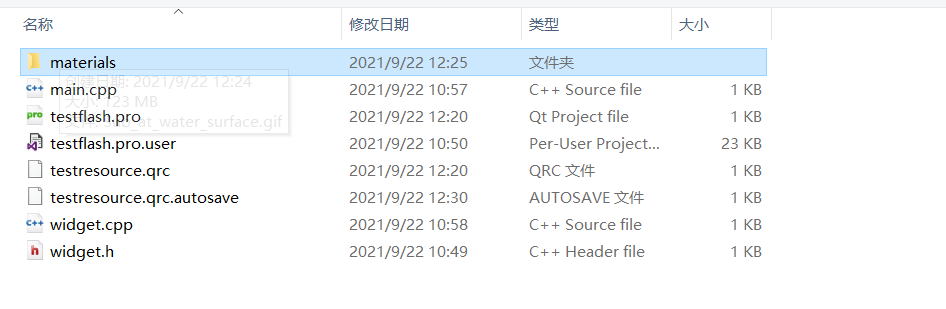 名称 修改日期 类型 大小
materials 2021/9/22 12:25 文件夹
创建日期: 2021/9/22 12:24
main.cpp 2021/9/22 10:57 C++ Source file 1 KB
大小: 123 MB
testflash.pro 2021/9/22 12:20 Qt Project file 1 KB
_at_water_surface.gif
testflash.pro.user 2021/9/22 10:50 Per-User Project... 23 KB
testresource.qrc 2021/9/22 12:20 QRC 文件 1 KB
testresource.qrc.autosave 2021/9/22 12:30 AUTOSAVE 文件 1 KB
widget.cpp 2021/9/22 10:58 C++ Source file 1 KB
widget.h 2021/9/22 10:49 C++ Header file 1 KB